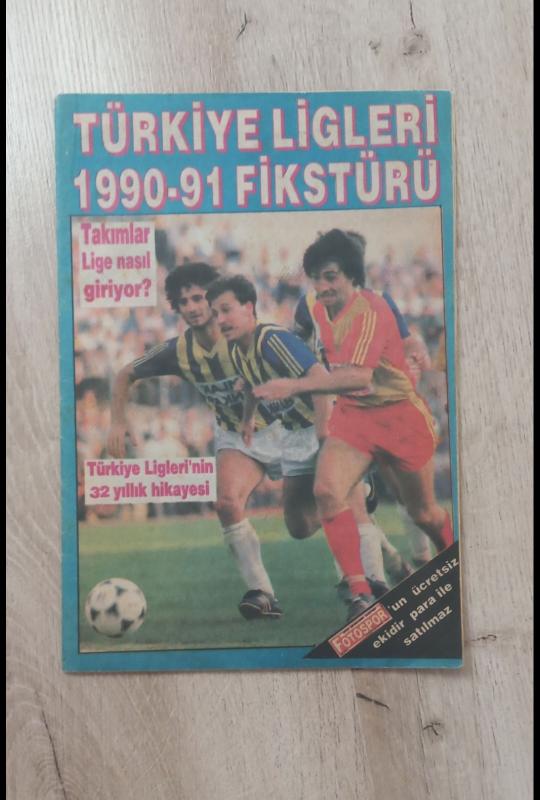 TÜRKİYE LİGLERİ
1990-91 FİKSTÜRÜ
Takımlar
Lige nasıl
giriyor?
Türkiye Ligleri'nin
32 yıllık hikayesi
FOTOSPOR'un ücretsiz
ekidir para ile
satılmaz